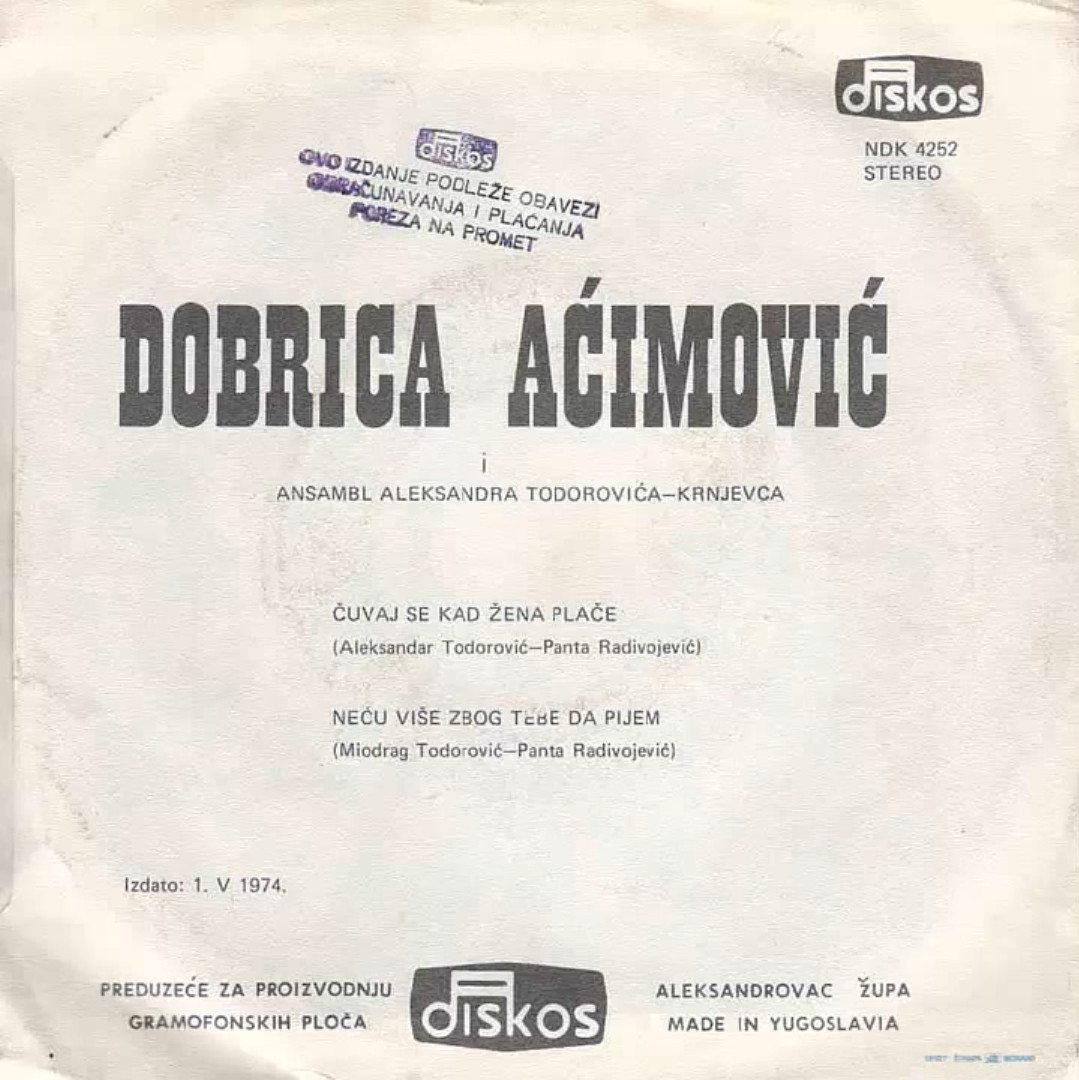 diskos
NDK 4252
STEREO
diskos
OVO IZDANJE PODLEŽE OBAVEZI
OBRAČUNAVANJA I PLAĆANJA
POREZA NA PROMET
DOBRICA AĆIMOVIĆ
i
ANSAMBL ALEKSANDRA TODOROVIĆA—KRNJEVCA
ČUVAJ SE KAD ŽENA PLAČE
(Aleksandar Todorović—Panta Radivojević)
NEĆU VIŠE ZBOG TEBE DA PIJEM
(Miodrag Todorović—Panta Radivojević)
Izdato: 1. V 1974.
PREDUZEĆE ZA PROIZVODNJU
GRAMOFONSKIH PLOČA
diskos
ALEKSANDROVAC ŽUPA
MADE IN YUGOSLAVIA